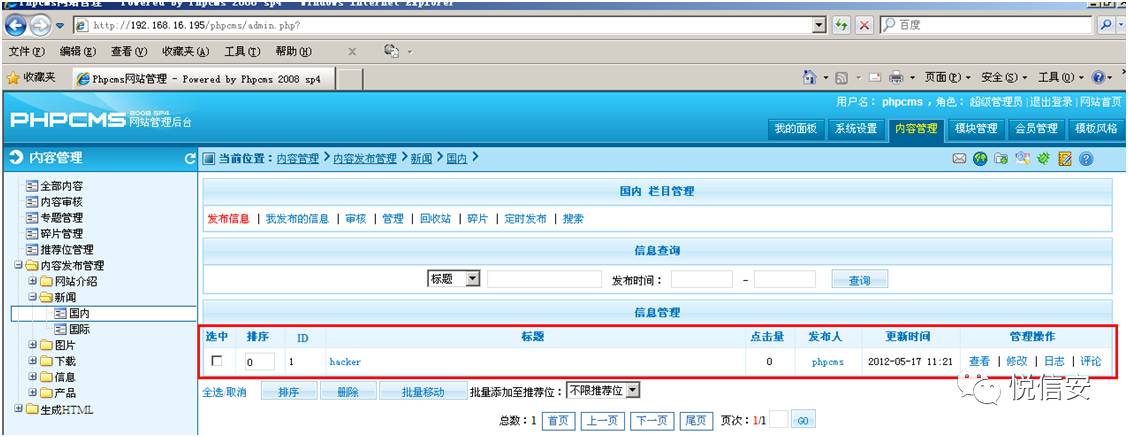 Phpcms网站管理 - Powered by Phpcms 2008 sp4 - Windows Internet Explorer
http://192.168.16.195/phpcms/admin.php? 百度
文件(F) 编辑(E) 查看(V) 收藏夹(A) 工具(T) 帮助(H) x
收藏夹 Phpcms网站管理 - Powered by Phpcms 2008 sp4 页面(P) 安全(S) 工具(O)
用户名： phpcms ，角色： 超级管理员 |退出登录 |网站首页
PHPCMS 2008 SP4 网站管理后台
我的面板 系统设置 内容管理 模块管理 会员管理 模板风格
内容管理
当前位置：内容管理 > 内容发布管理 > 新闻 > 国内 >
全部内容
内容审核
专题管理
碎片管理
推荐位管理
内容发布管理
网站介绍
新闻
国内
国际
图片
下载
信息
产品
生成HTML
国内 栏目管理
发布信息 | 我发布的信息 | 审核 | 管理 | 回收站 | 碎片 | 定时发布 | 搜索
信息查询
标题 发布时间： - 查询
信息管理
选中 排序 ID 标题 点击量 发布人 更新时间 管理操作
0 1 hacker 0 phpcms 2012-05-17 11:21 查看 | 修改 | 日志 | 评论
全选/取消 排序 删除 批量移动 批量添加至推荐位：不限推荐位
总数：1 首页 上一页 下一页 尾页 页次：1/1 GO
悦信安